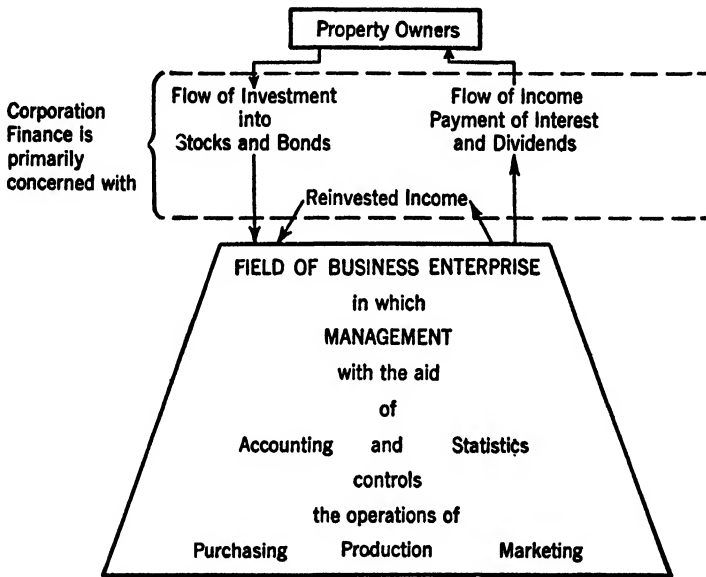 Property Owners
Corporation
Finance is
primarily
concerned with
Flow of Investment
into
Stocks and Bonds
Flow of Income
Payment of Interest
and Dividends
Reinvested Income
FIELD OF BUSINESS ENTERPRISE
in which
MANAGEMENT
with the aid
of
Accounting and Statistics
controls
the operations of
Purchasing Production Marketing